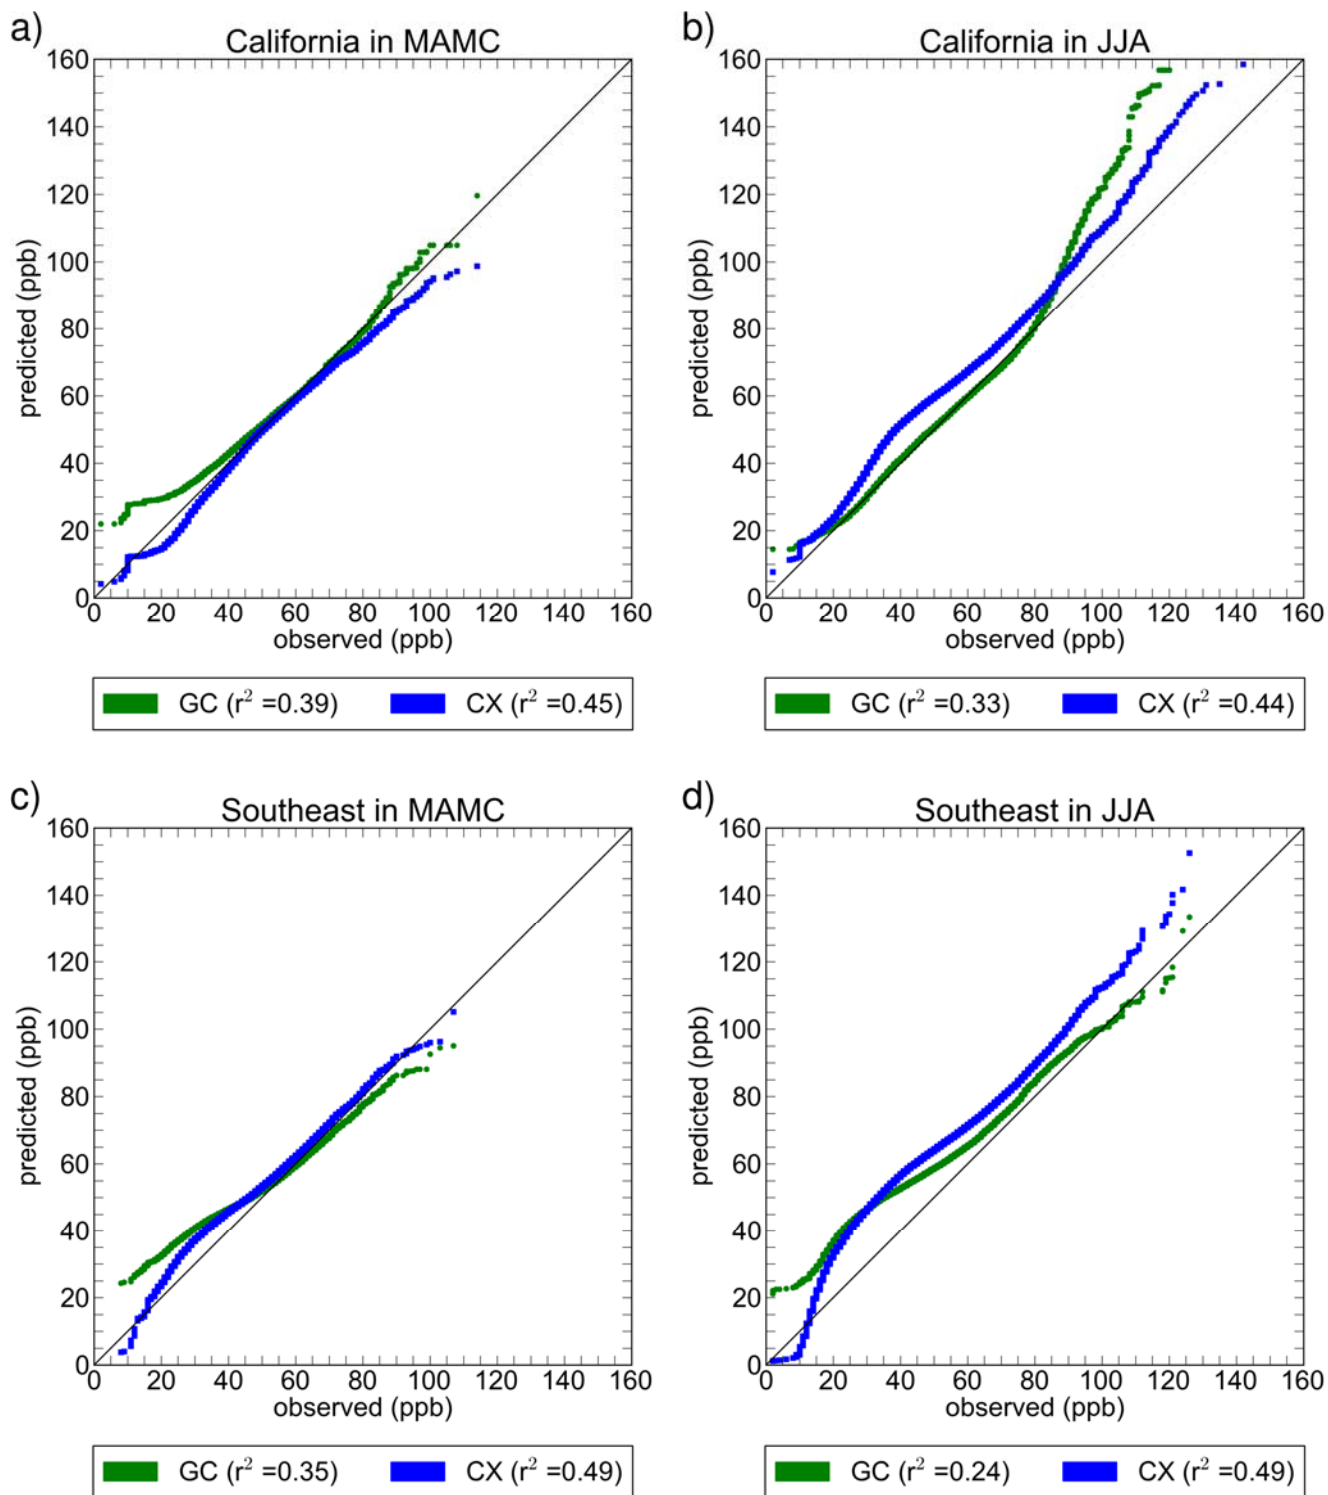 a)
California in MAMC
160
140
120
100
80
60
40
20
0
predicted (ppb)
0 20 40 60 80 100 120 140 160
observed (ppb)
GC (r² =0.39) CX (r² =0.45)
b)
California in JJA
160
140
120
100
80
60
40
20
0
predicted (ppb)
0 20 40 60 80 100 120 140 160
observed (ppb)
GC (r² =0.33) CX (r² =0.44)
c)
Southeast in MAMC
160
140
120
100
80
60
40
20
0
predicted (ppb)
0 20 40 60 80 100 120 140 160
observed (ppb)
GC (r² =0.35) CX (r² =0.49)
d)
Southeast in JJA
160
140
120
100
80
60
40
20
0
predicted (ppb)
0 20 40 60 80 100 120 140 160
observed (ppb)
GC (r² =0.24) CX (r² =0.49)